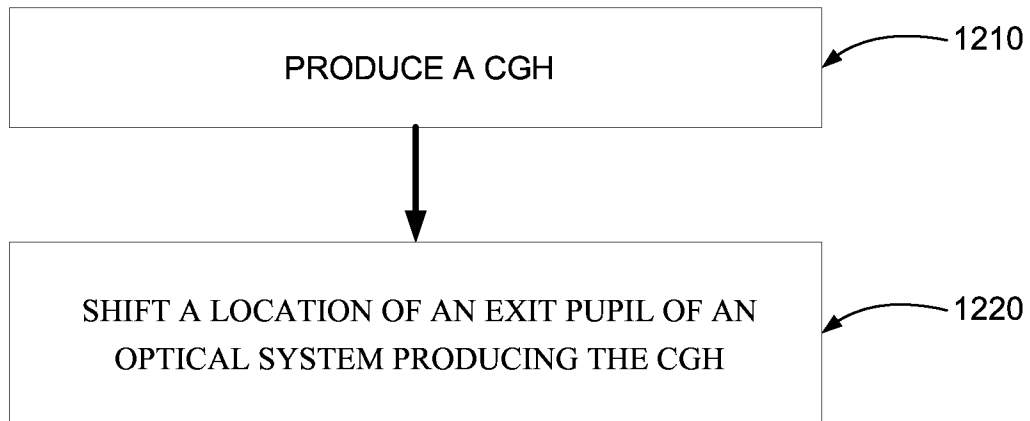 PRODUCE A CGH
1210
SHIFT A LOCATION OF AN EXIT PUPIL OF AN
OPTICAL SYSTEM PRODUCING THE CGH
1220